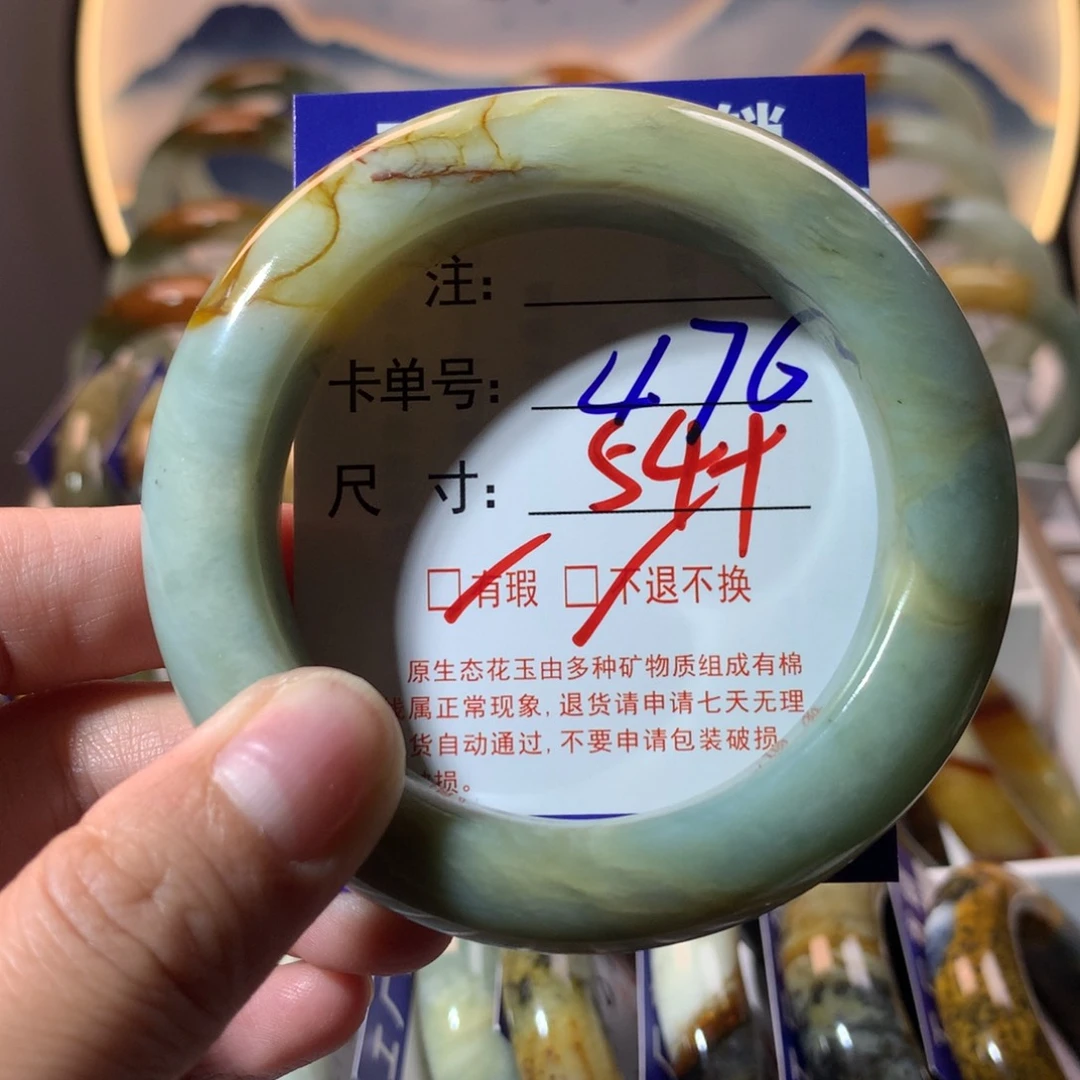 注:
卡单号: 476
尺寸: 54+
有瑕 不退不换
原生态花玉由多种矿物质组成有棉
属正常现象,退货请申请七天无理
货自动通过,不要申请包装破损
损。